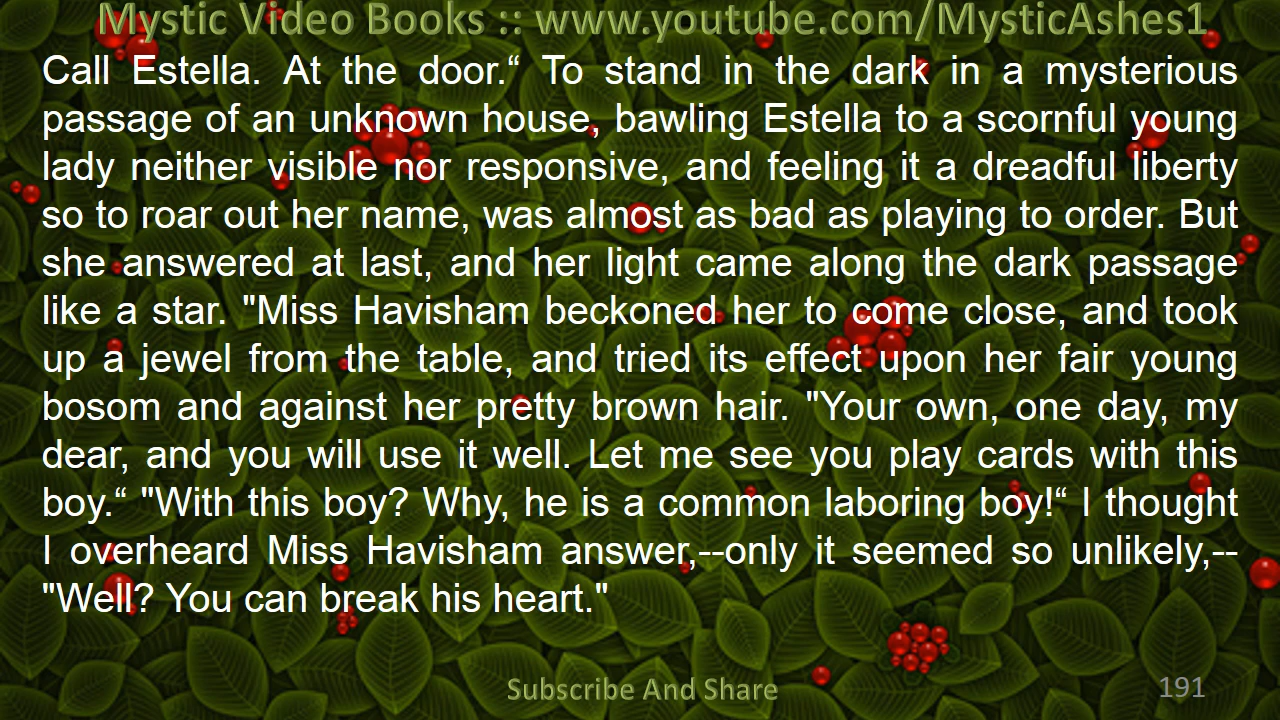 Mystic Video Books :: www.youtube.com/MysticAshes1
Call Estella. At the door.“ To stand in the dark in a mysterious
passage of an unknown house, bawling Estella to a scornful young
lady neither visible nor responsive, and feeling it a dreadful liberty
so to roar out her name, was almost as bad as playing to order. But
she answered at last, and her light came along the dark passage
like a star. "Miss Havisham beckoned her to come close, and took
up a jewel from the table, and tried its effect upon her fair young
bosom and against her pretty brown hair. "Your own, one day, my
dear, and you will use it well. Let me see you play cards with this
boy.“ "With this boy? Why, he is a common laboring boy!“ I thought
I overheard Miss Havisham answer,--only it seemed so unlikely,--
"Well? You can break his heart."
Subscribe And Share
191